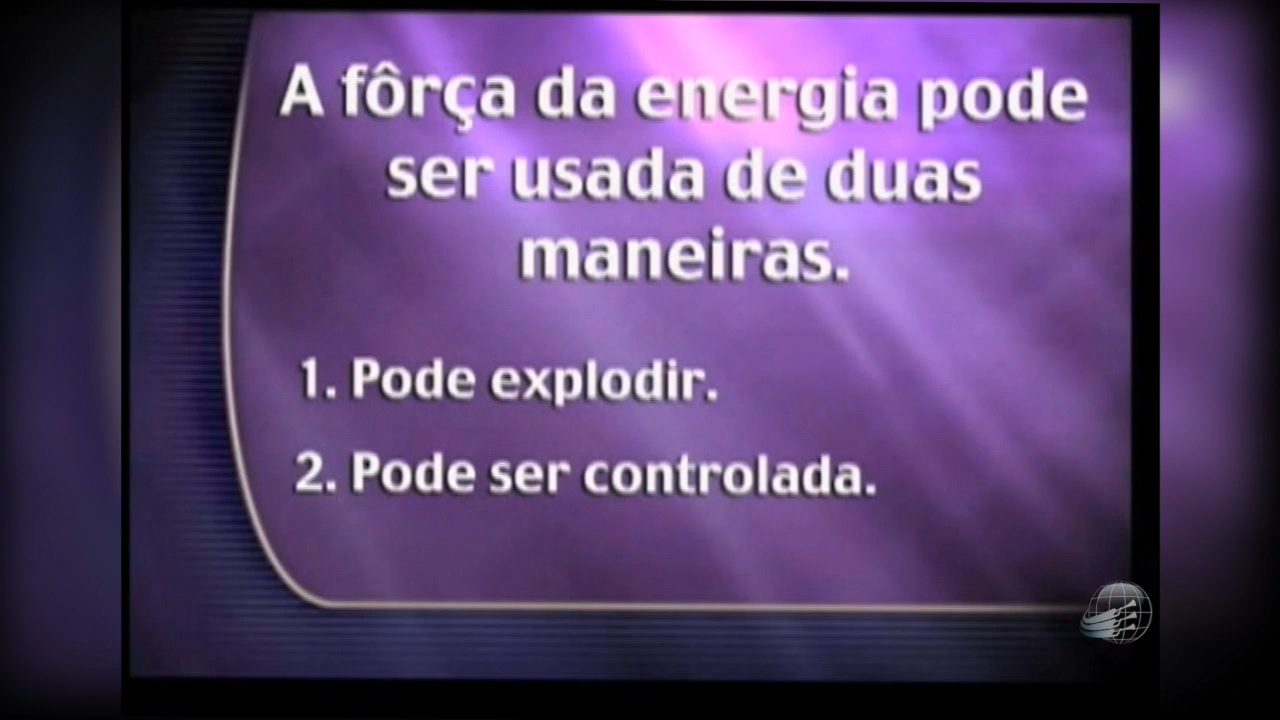 A fôrça da energia pode
ser usada de duas
maneiras.
1. Pode explodir.
2. Pode ser controlada.